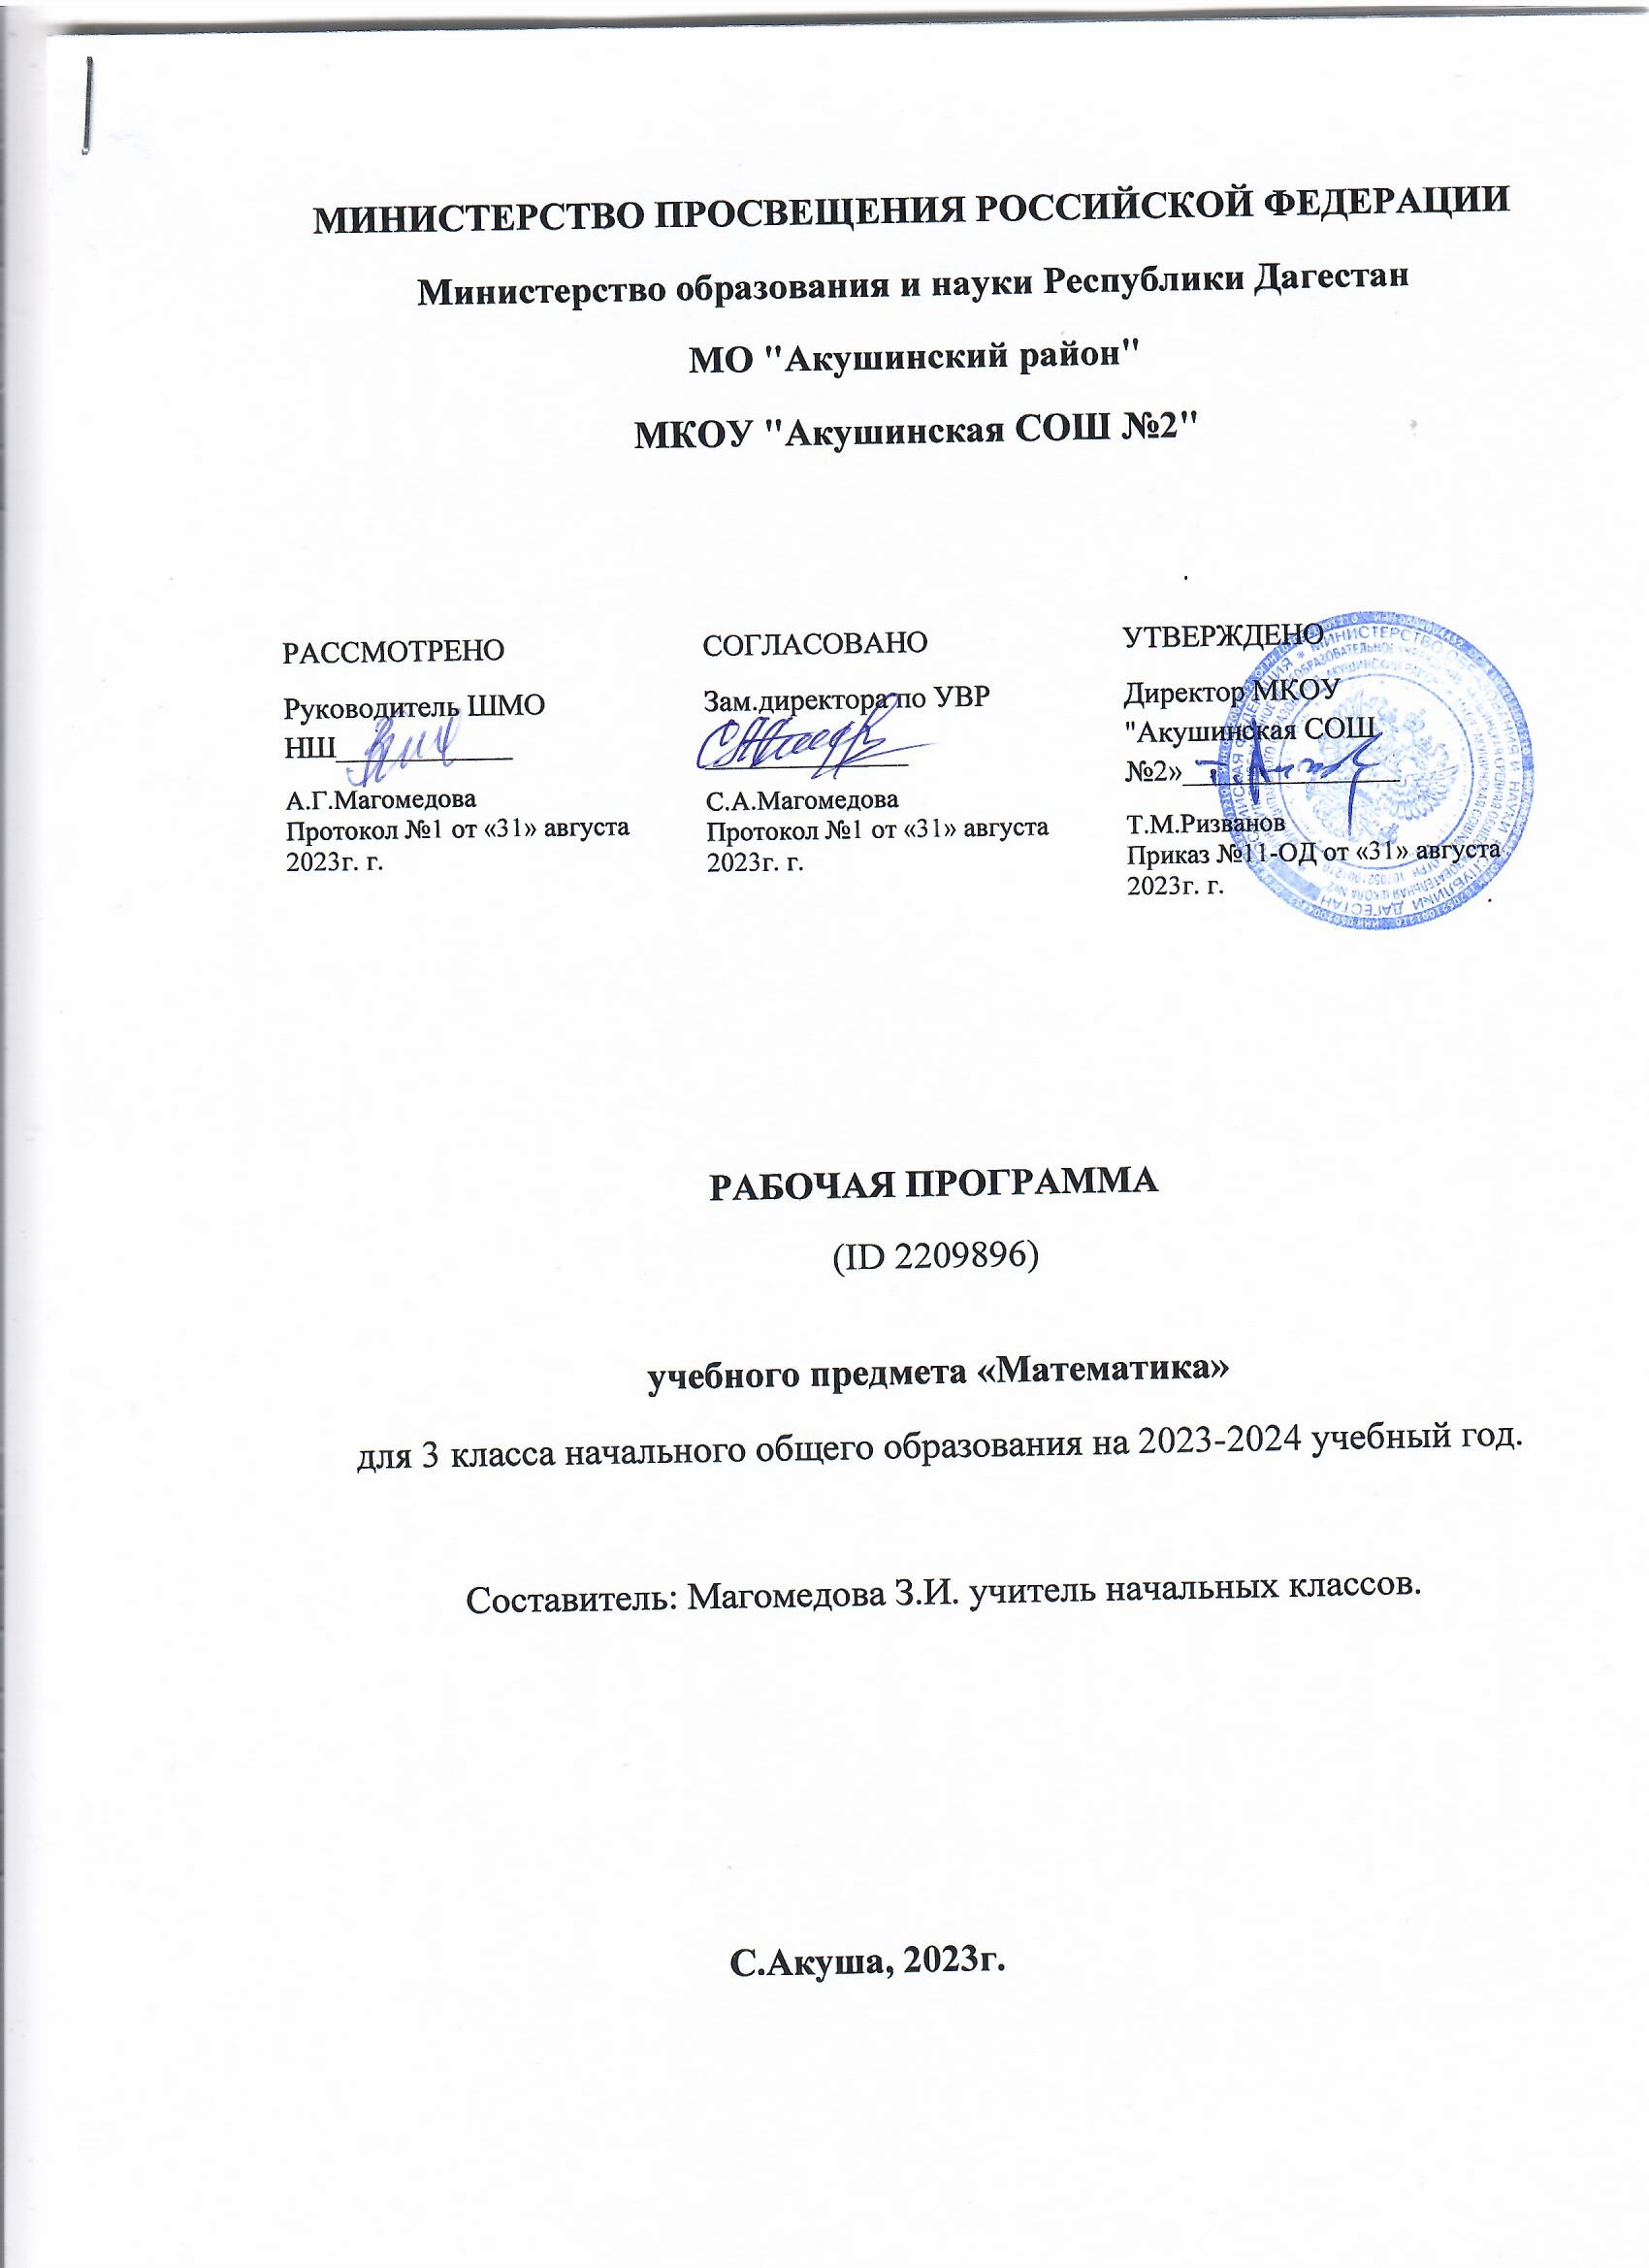 МИНИСТЕРСТВО ПРОСВЕЩЕНИЯ РОССИЙСКОЙ ФЕДЕРАЦИИ
Министерство образования и науки Республики Дагестан
МО "Акушинский район"
МКОУ "Акушинская СОШ №2"
РАССМОТРЕНО
Руководитель ШМО
НШ____________
А.Г.Магомедова
Протокол №1 от «31» августа
2023г. г.
СОГЛАСОВАНО
Зам.директора по УВР
______________
С.А.Магомедова
Протокол №1 от «31» августа
2023г. г.
УТВЕРЖДЕНО
Директор МКОУ
"Акушинская СОШ
№2»_______________
Т.М.Ризванов
Приказ №11-ОД от «31» августа
2023г. г.
РАБОЧАЯ ПРОГРАММА
(ID 2209896)
учебного предмета «Математика»
для 3 класса начального общего образования на 2023-2024 учебный год.
Составитель: Магомедова З.И. учитель начальных классов.
С.Акуша, 2023г.